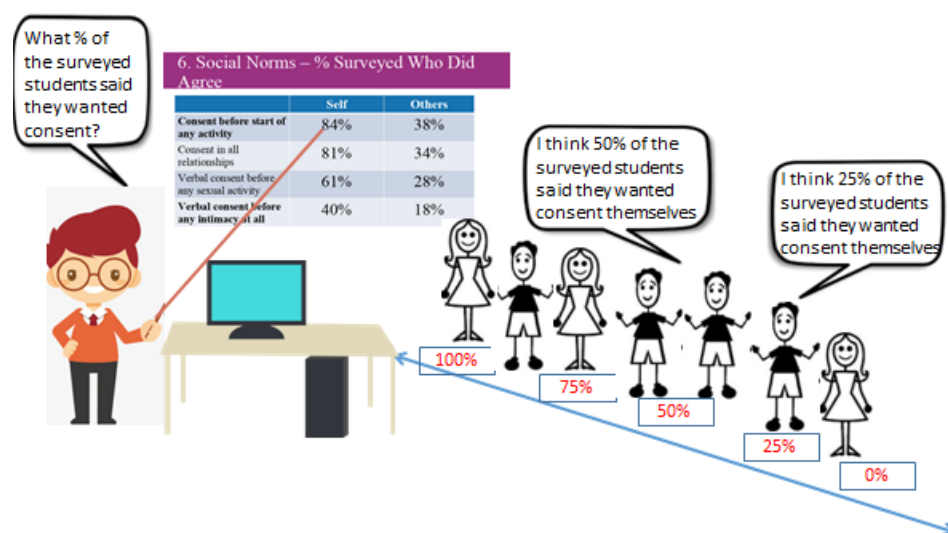 What % of
the surveyed
students said
they wanted
consent?
6. Social Norms – % Surveyed Who Did
Agree
Self Others
Consent before start of
any activity 84% 38%
Consent in all
relationships 81% 34%
Verbal consent before
any sexual activity 61% 28%
Verbal consent before
any intimacy at all 40% 18%
I think 50% of the
surveyed students
said they wanted
consent themselves
I think 25% of the
surveyed students
said they wanted
consent themselves
100%
75%
50%
25%
0%